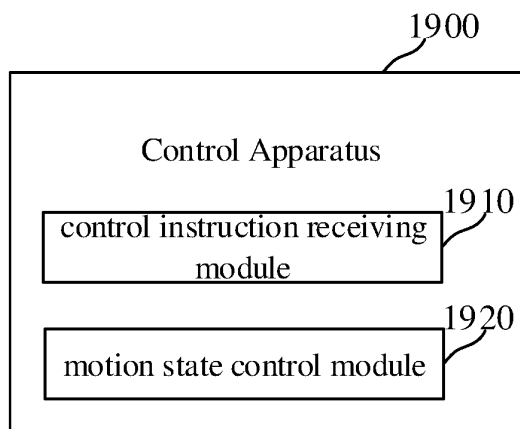 1900
Control Apparatus
1910
control instruction receiving
module
1920
motion state control module